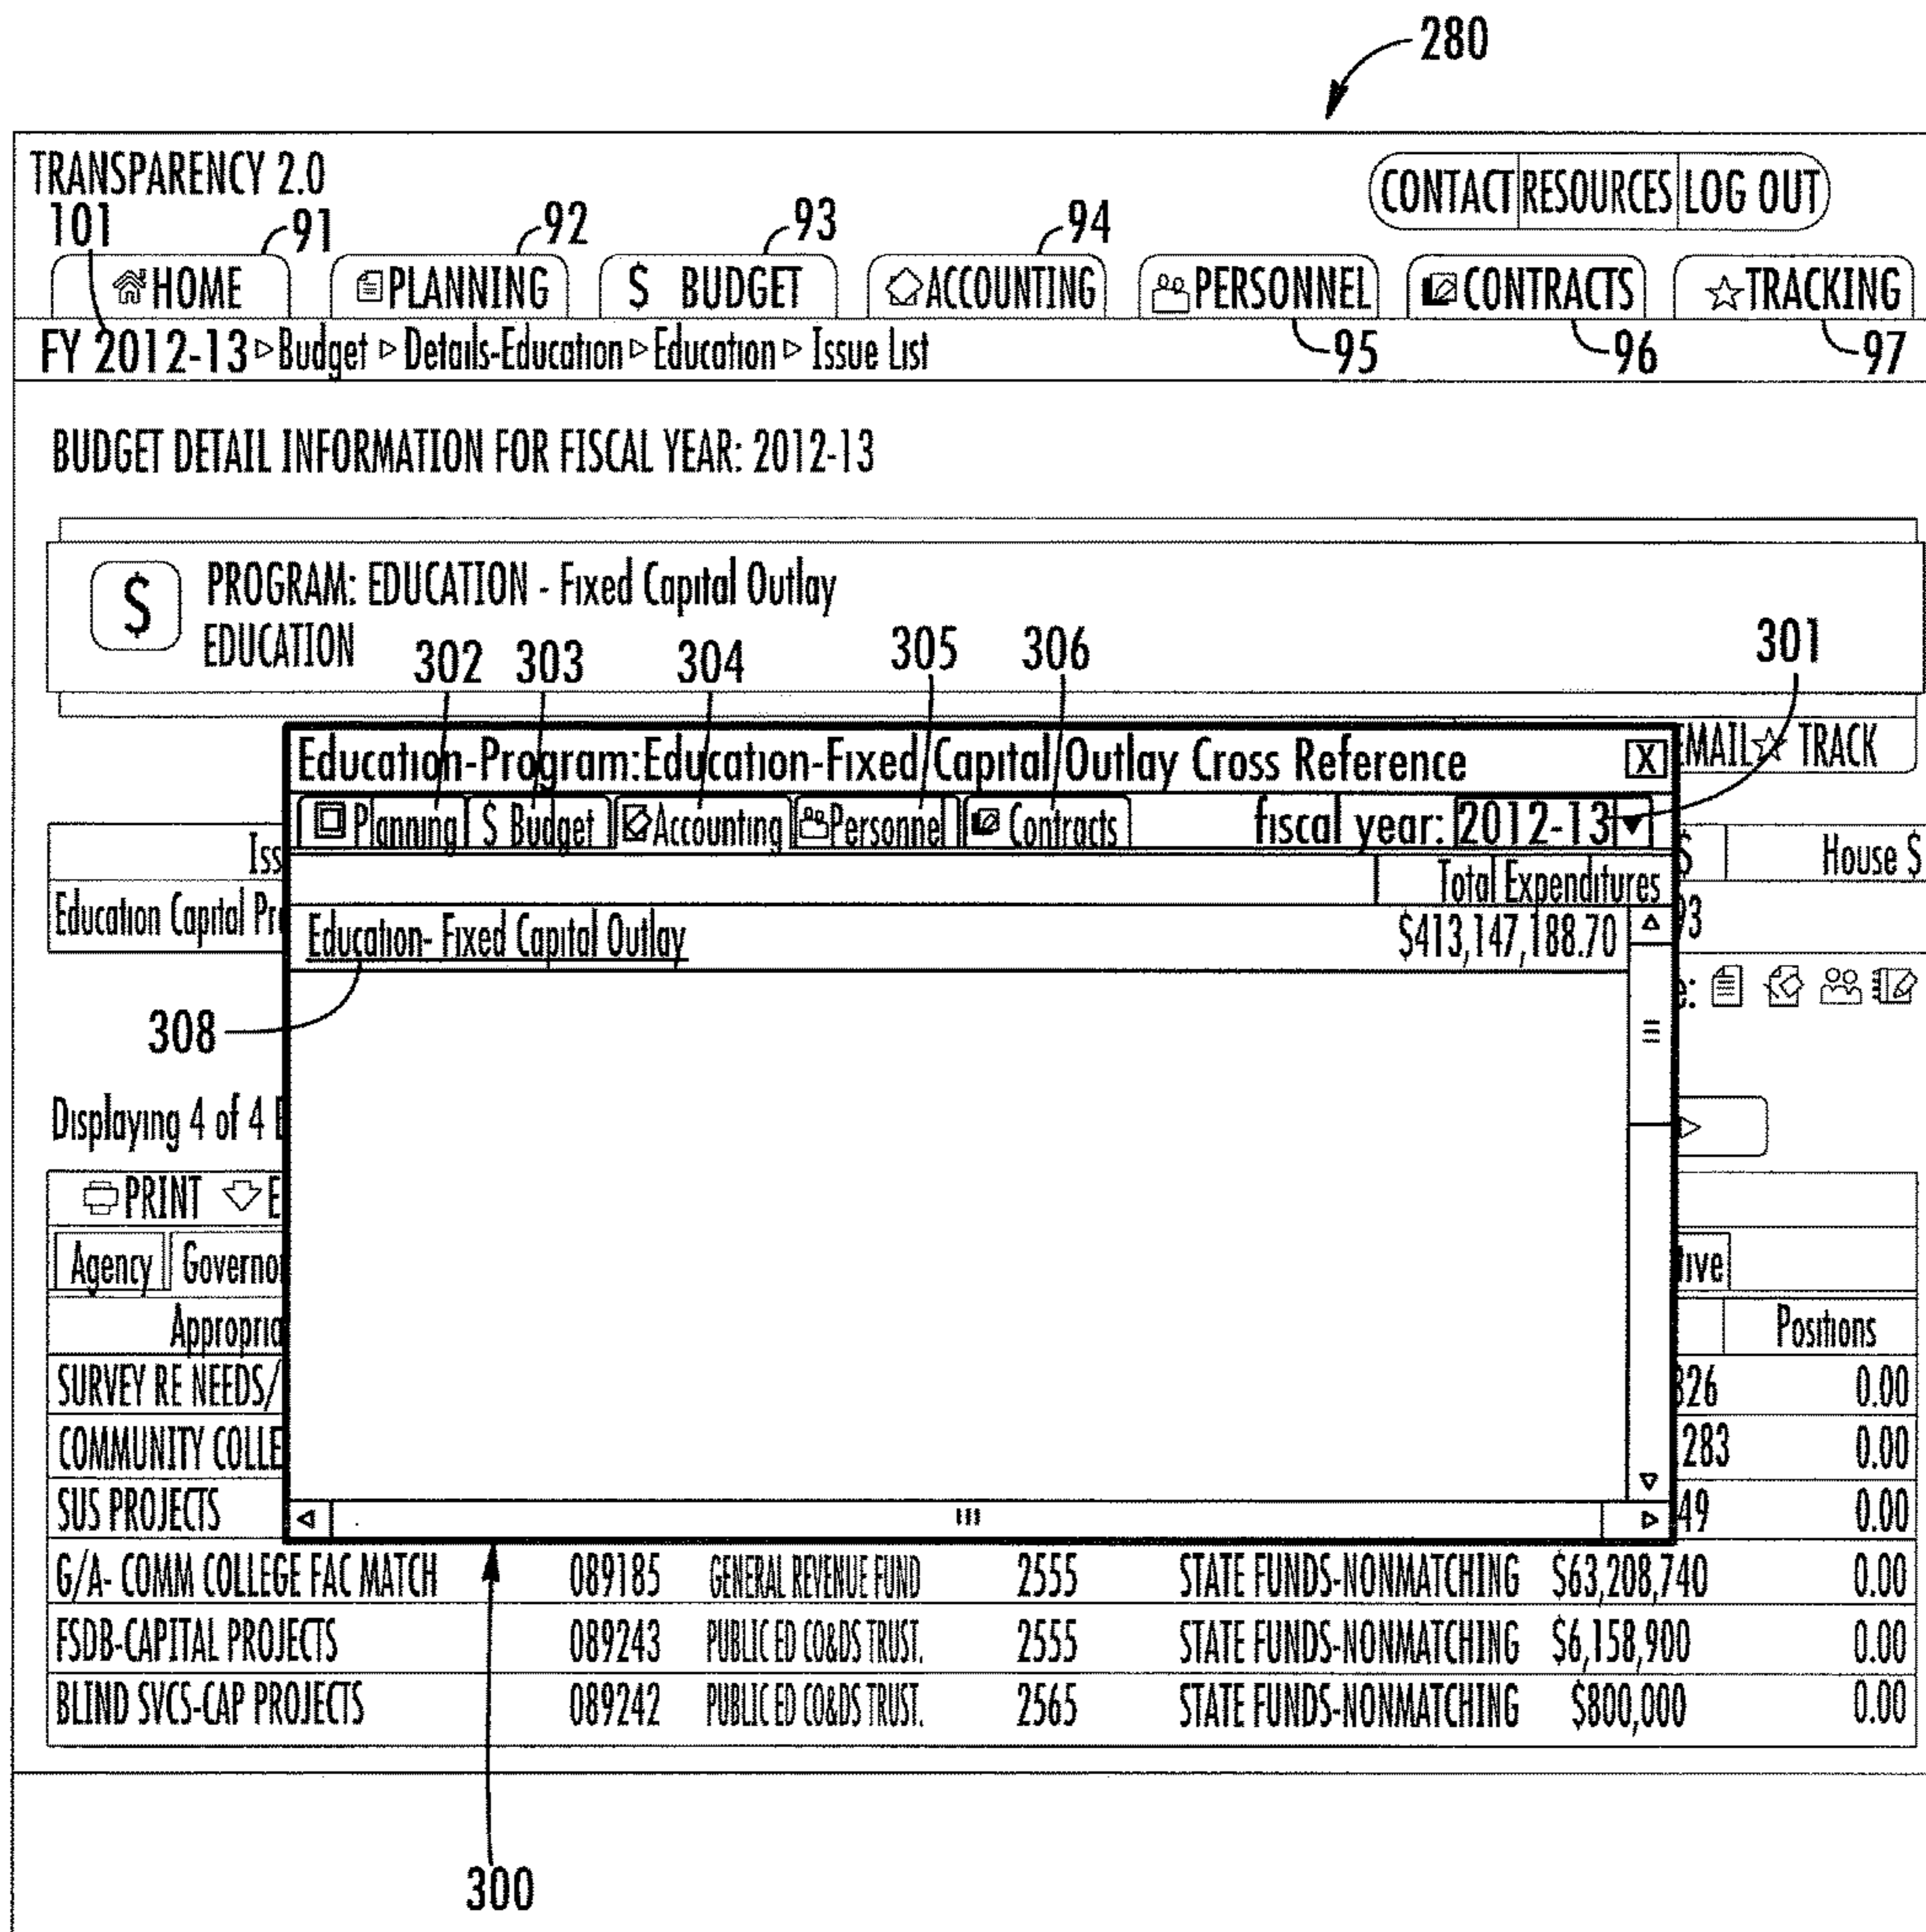 280
TRANSPARENCY 2.0
CONTACT RESOURCES LOG OUT
101 91 92 93 94
HOME PLANNING $ BUDGET ACCOUNTING PERSONNEL CONTRACTS TRACKING
FY 2012-13 ▷ Budget ▷ Details-Education ▷ Education ▷ Issue List
95 96 97
BUDGET DETAIL INFORMATION FOR FISCAL YEAR: 2012-13
$ PROGRAM: EDUCATION - Fixed Capital Outlay
EDUCATION
302 303 304 305 306 301
Education-Program:Education-Fixed Capital Outlay Cross Reference X
MAIL ☆ TRACK
Planning $ Budget Accounting Personnel Contracts fiscal year: 2012-13
Iss $ House $
Total Expenditures
Education Capital Pr 93
Education- Fixed Capital Outlay $413,147,188.70
308
e:
Displaying 4 of 4
PRINT E
Agency Governo tive
Appropria Positions
SURVEY RE NEEDS/ 326 0.00
COMMUNITY COLLE 283 0.00
SUS PROJECTS 49 0.00
G/A- COMM COLLEGE FAC MATCH 089185 GENERAL REVENUE FUND 2555 STATE FUNDS-NONMATCHING $63,208,740 0.00
FSDB-CAPITAL PROJECTS 089243 PUBLIC ED CO&DS TRUST. 2555 STATE FUNDS-NONMATCHING $6,158,900 0.00
BLIND SVCS-CAP PROJECTS 089242 PUBLIC ED CO&DS TRUST. 2565 STATE FUNDS-NONMATCHING $800,000 0.00
300